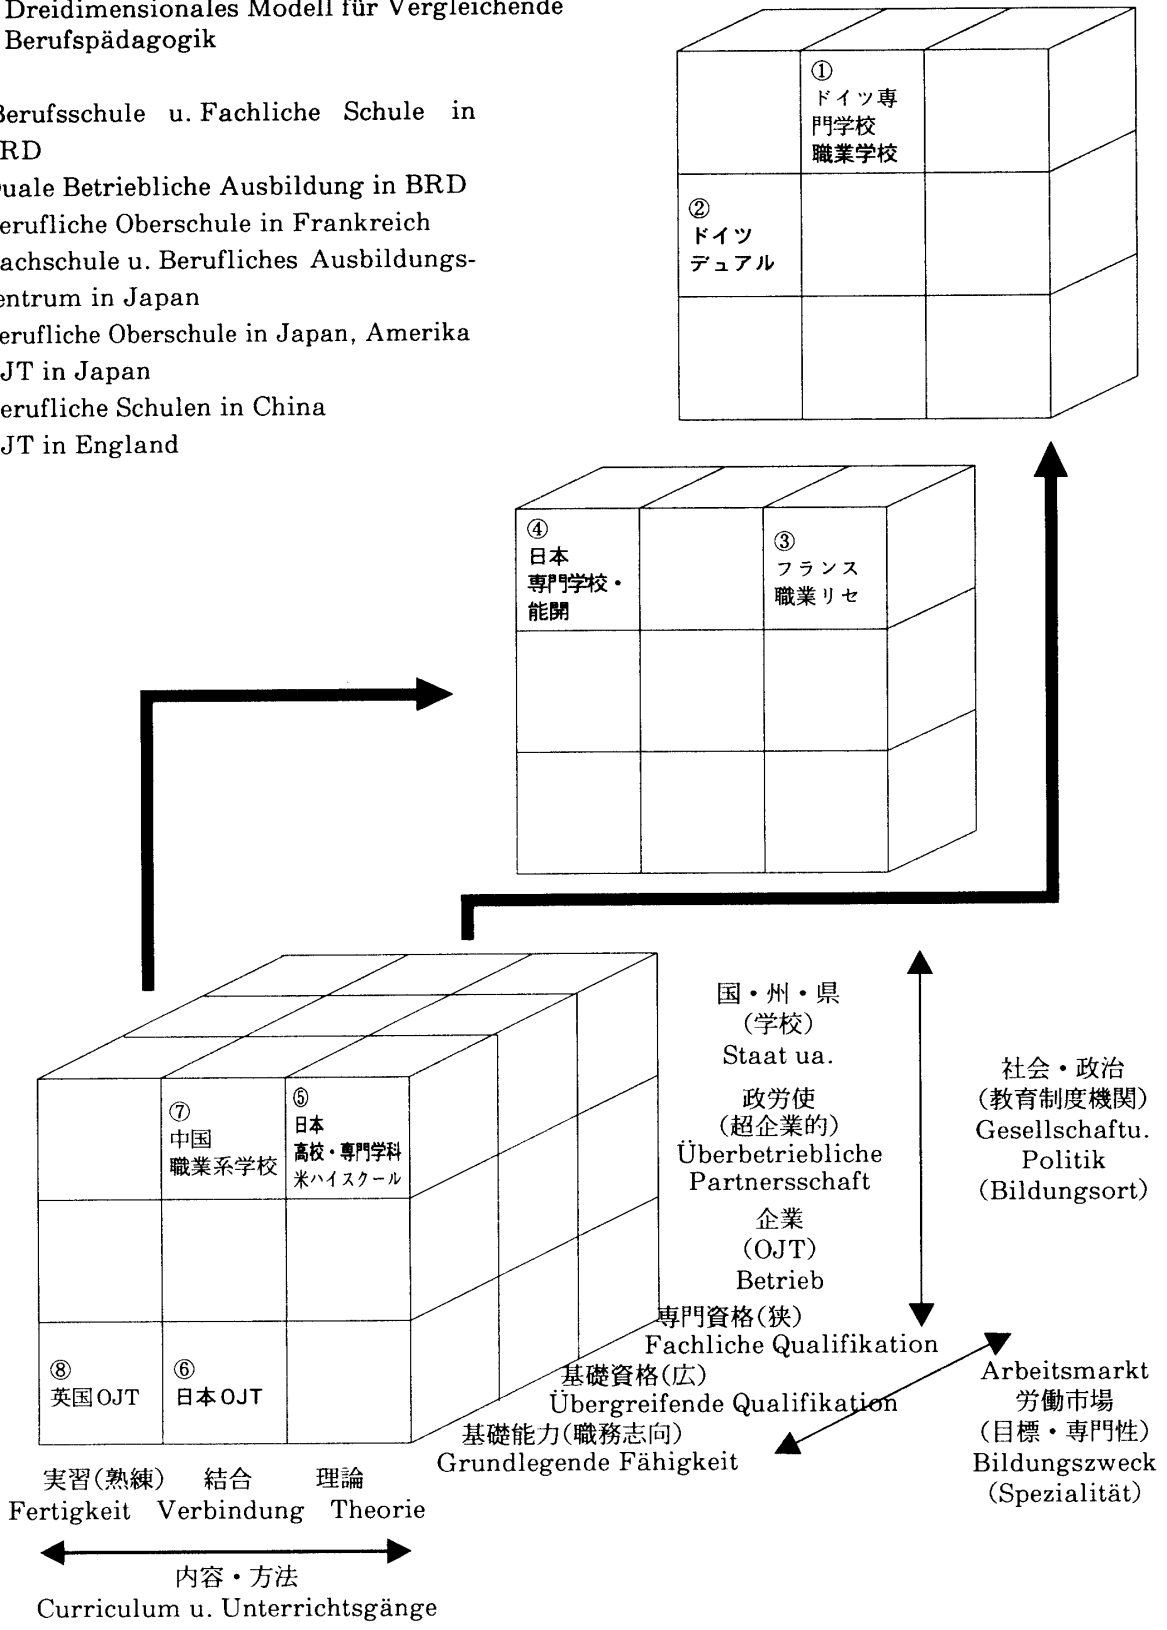 Dreidimensionales Modell für Vergleichende
Berufspädagogik
erufsschule u. Fachliche Schule in
RD
uale Betriebliche Ausbildung in BRD
erufliche Oberschule in Frankreich
achschule u. Berufliches Ausbildungs-
entrum in Japan
erufliche Oberschule in Japan, Amerika
JT in Japan
erufliche Schulen in China
JT in England
①
ドイツ専
門学校
職業学校
②
ドイツ
デュアル
④
日本
専門学校・
能開
③
フランス
職業リセ
⑦
中国
職業系学校
⑤
日本
高校・専門学科
米ハイスクール
⑧
英国OJT
⑥
日本OJT
国・州・県
(学校)
Staat ua.
政労使
(超企業的)
Überbetriebliche
Partnersschaft
企業
(OJT)
Betrieb
社会・政治
(教育制度機関)
Gesellschaftu.
Politik
(Bildungsort)
専門資格(狭)
Fachliche Qualifikation
基礎資格(広)
Übergreifende Qualifikation
基礎能力(職務志向)
Grundlegende Fähigkeit
Arbeitsmarkt
労働市場
(目標・専門性)
Bildungszweck
(Spezialität)
実習(熟練) 結合 理論
Fertigkeit Verbindung Theorie
内容・方法
Curriculum u. Unterrichtsgänge